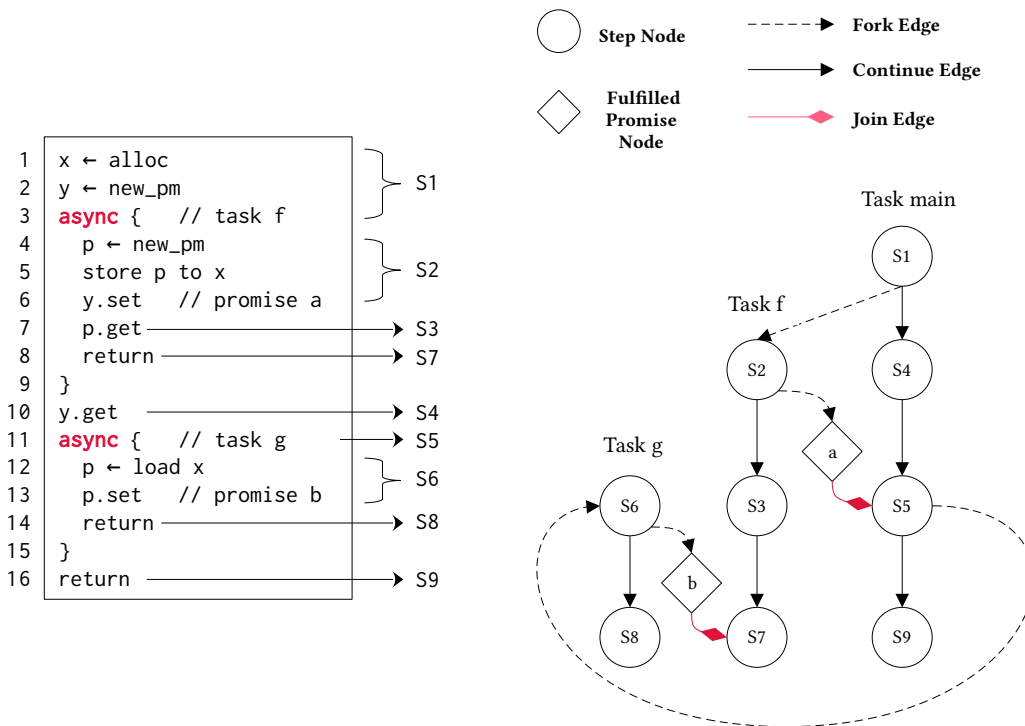 1 x ← alloc
2 y ← new_pm
3 async {   // task f
4 p ← new_pm
5 store p to x
6 y.set   // promise a
7 p.get
8 return
9 }
10 y.get
11 async {   // task g
12 p ← load x
13 p.set   // promise b
14 return
15 }
16 return
S1
S2
S3
S7
S4
S5
S6
S8
S9
Step Node
Fulfilled
Promise
Node
Fork Edge
Continue Edge
Join Edge
Task main
S1
Task f
S2
S4
a
Task g
S6
S3
S5
b
S8
S7
S9